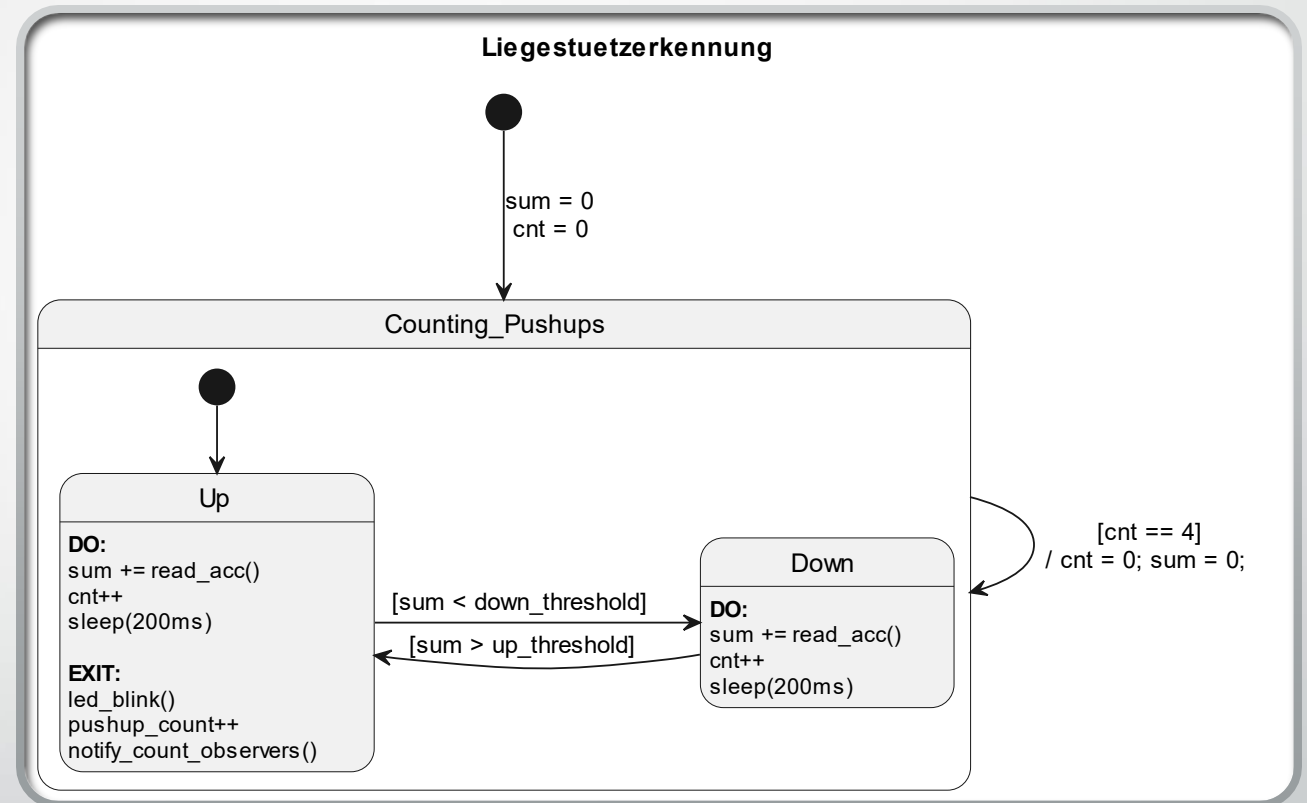 Liegestuetzerkennung
sum = 0
cnt = 0
Counting_Pushups
Up
DO:
sum += read_acc()
cnt++
sleep(200ms)
EXIT:
led_blink()
pushup_count++
notify_count_observers()
[sum < down_threshold]
[sum > up_threshold]
Down
DO:
sum += read_acc()
cnt++
sleep(200ms)
[cnt == 4]
/ cnt = 0; sum = 0;